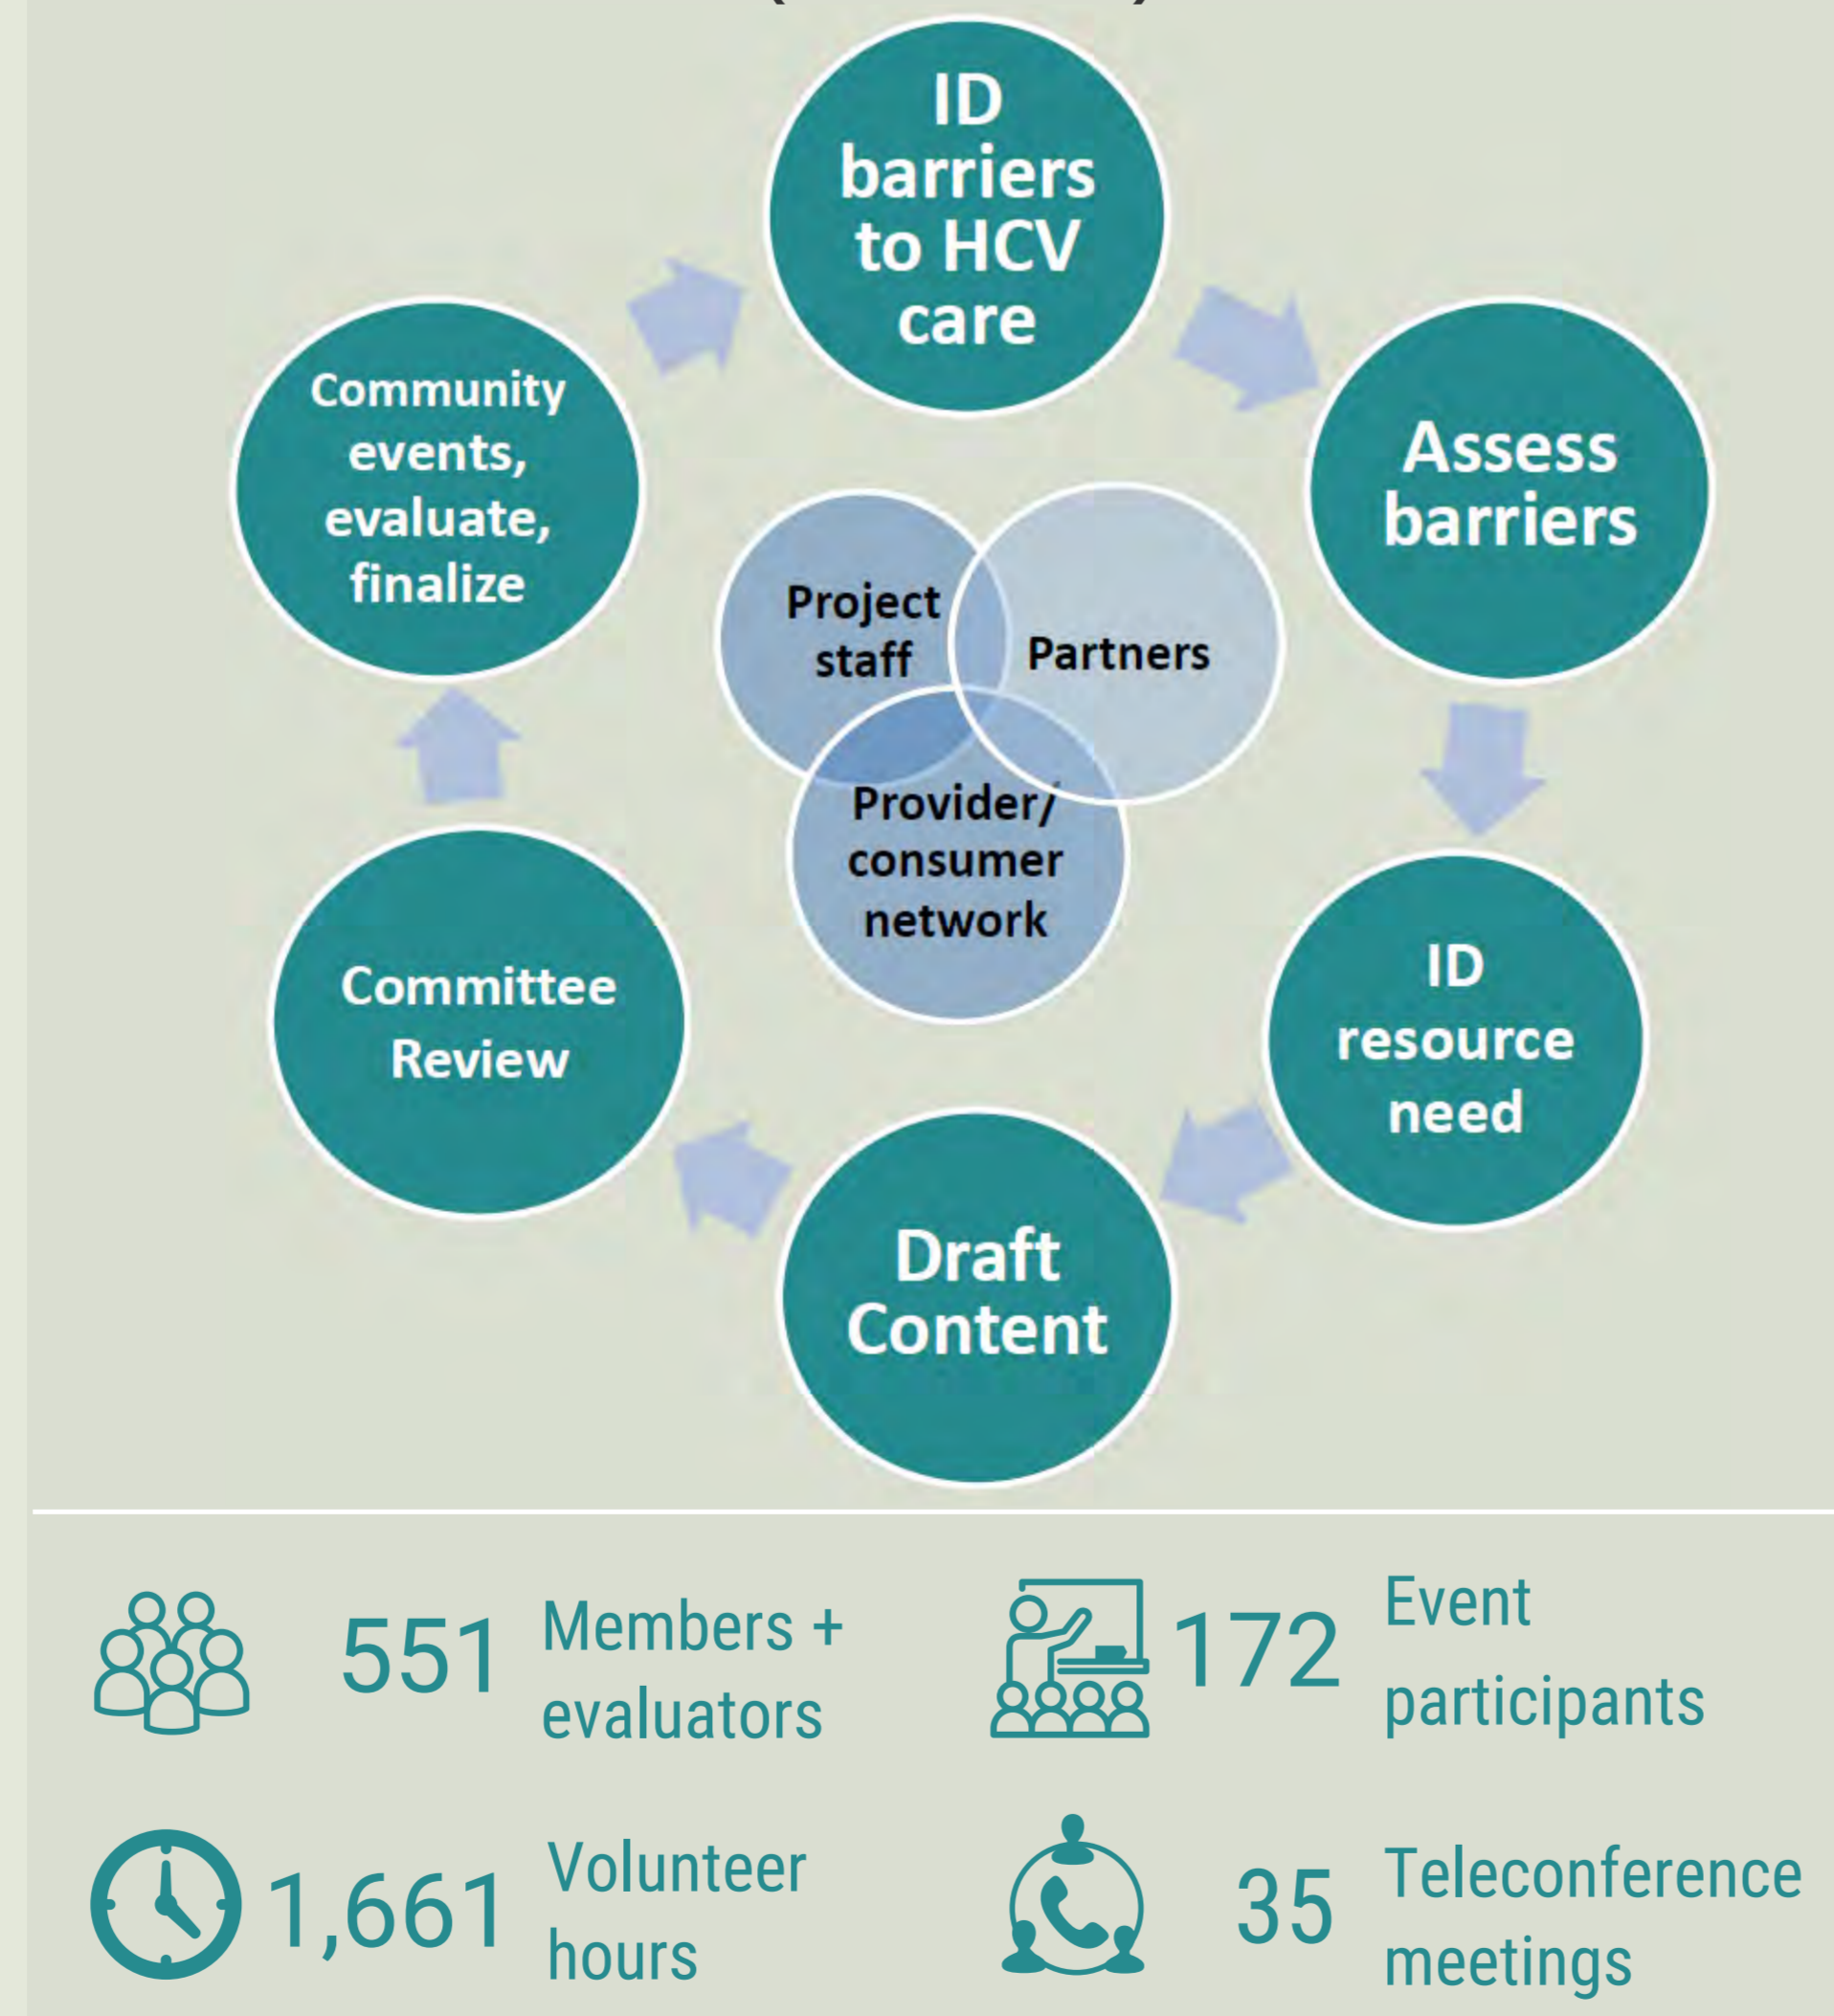 ID
barriers
to HCV
care
Assess
barriers
ID
resource
need
Draft
Content
Committee
Review
Community
events,
evaluate,
finalize
Project
staff
Partners
Provider/
consumer
network
551 Members +
evaluators
172 Event
participants
1,661 Volunteer
hours
35 Teleconference
meetings